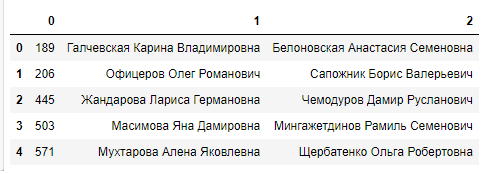 0 1 2
0 189 Галчевская Карина Владимировна Белоновская Анастасия Семеновна
1 206 Офицеров Олег Романович Сапожник Борис Валерьевич
2 445 Жандарова Лариса Германовна Чемодуров Дамир Русланович
3 503 Масимова Яна Дамировна Мингажетдинов Рамиль Семенович
4 571 Мухтарова Алена Яковлевна Щербатенко Ольга Робертовна